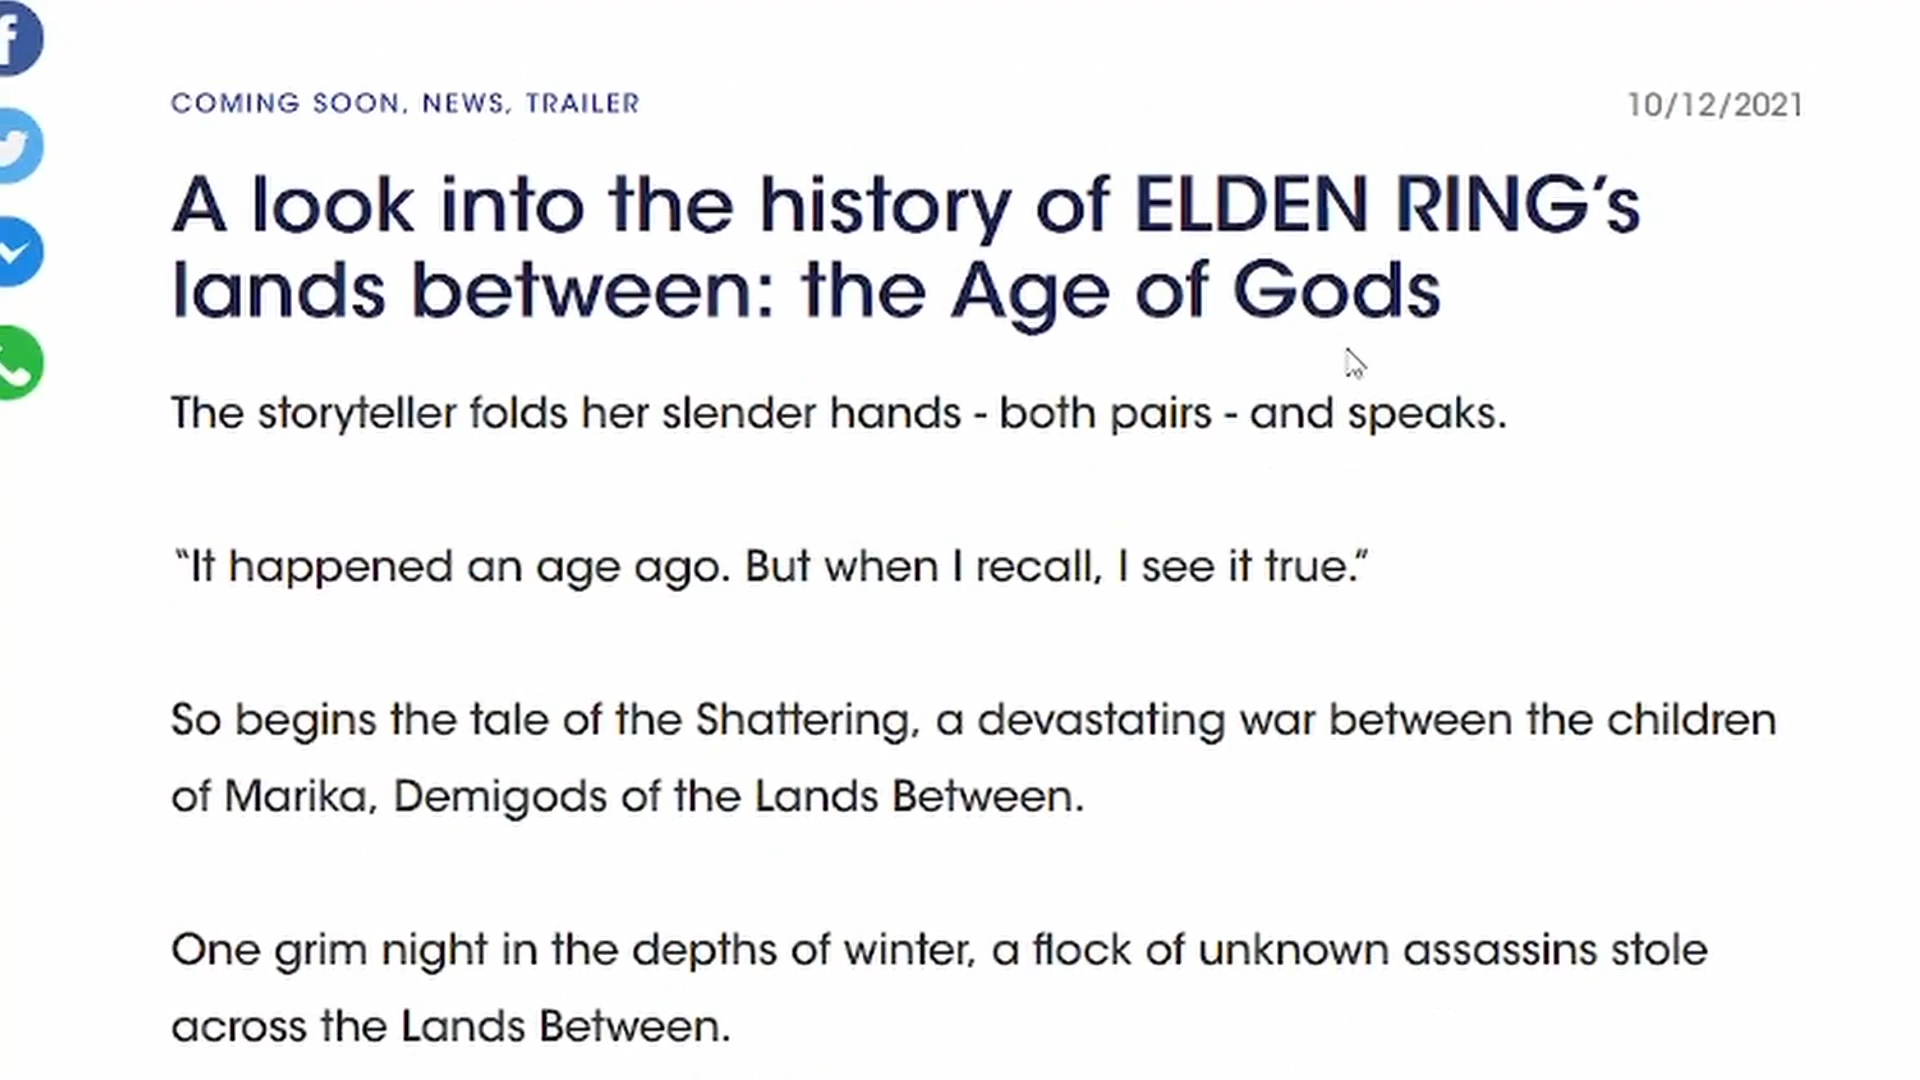 COMING SOON, NEWS, TRAILER
10/12/2021
A look into the history of ELDEN RING’s
lands between: the Age of Gods
The storyteller folds her slender hands - both pairs - and speaks.
“It happened an age ago. But when I recall, I see it true.”
So begins the tale of the Shattering, a devastating war between the children
of Marika, Demigods of the Lands Between.
One grim night in the depths of winter, a flock of unknown assassins stole
across the Lands Between.